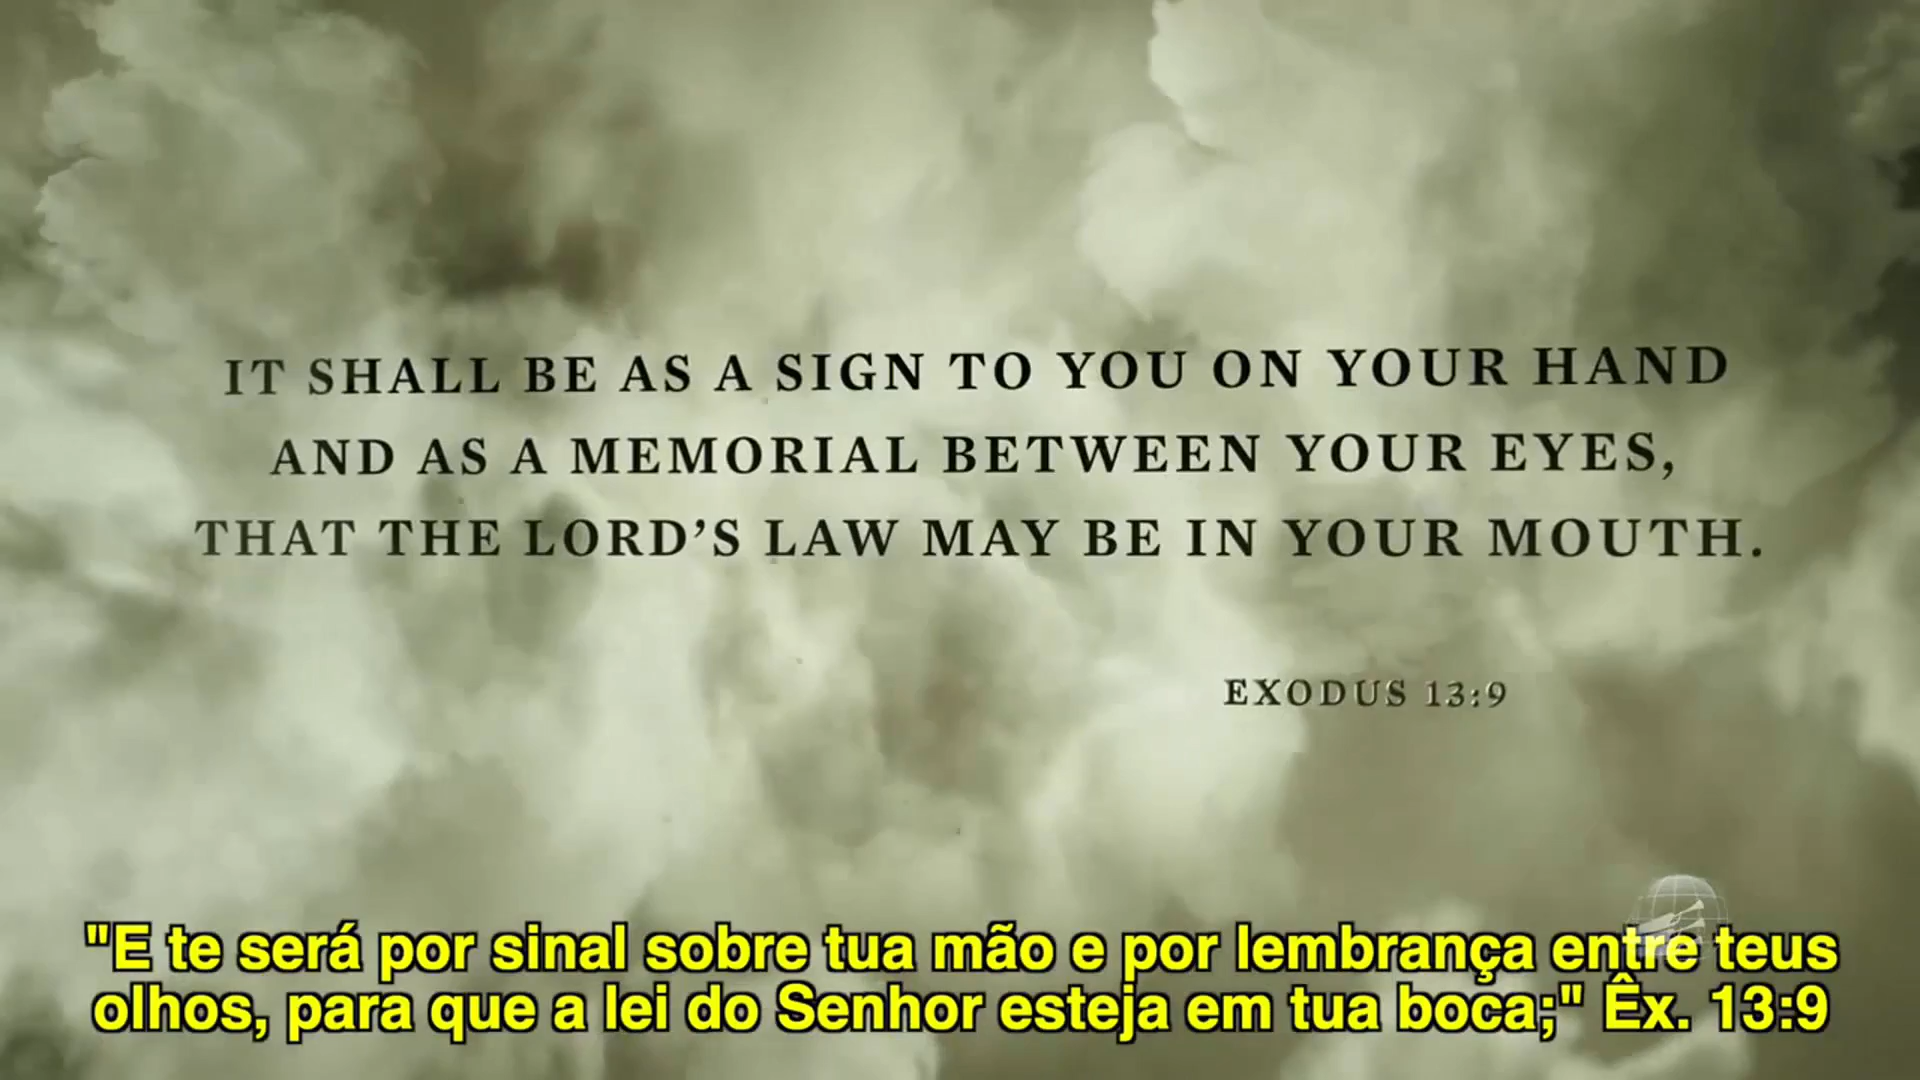 IT SHALL BE AS A SIGN TO YOU ON YOUR HAND
AND AS A MEMORIAL BETWEEN YOUR EYES,
THAT THE LORD'S LAW MAY BE IN YOUR MOUTH.
EXODUS 13:9
"E te será por sinal sobre tua mão e por lembrança entre teus
olhos, para que a lei do Senhor esteja em tua boca;" Êx. 13:9